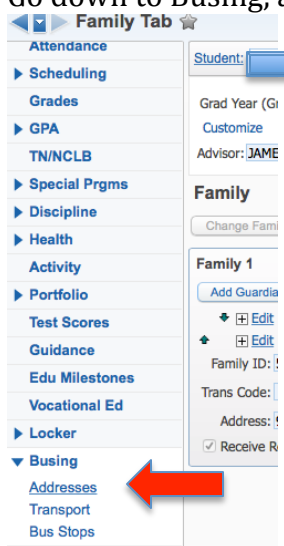 Go down to Busing, a
Family Tab
Attendance
Scheduling
Grades
GPA
TN/NCLB
Special Prgms
Discipline
Health
Activity
Portfolio
Test Scores
Guidance
Edu Milestones
Vocational Ed
Locker
Busing
Addresses
Transport
Bus Stops
Student:
Grad Year (Gr
Customize
Advisor: JAME
Family
Change Fami
Family 1
Add Guardia
Edit
Edit
Family ID:
Trans Code:
Address: 9
Receive Re